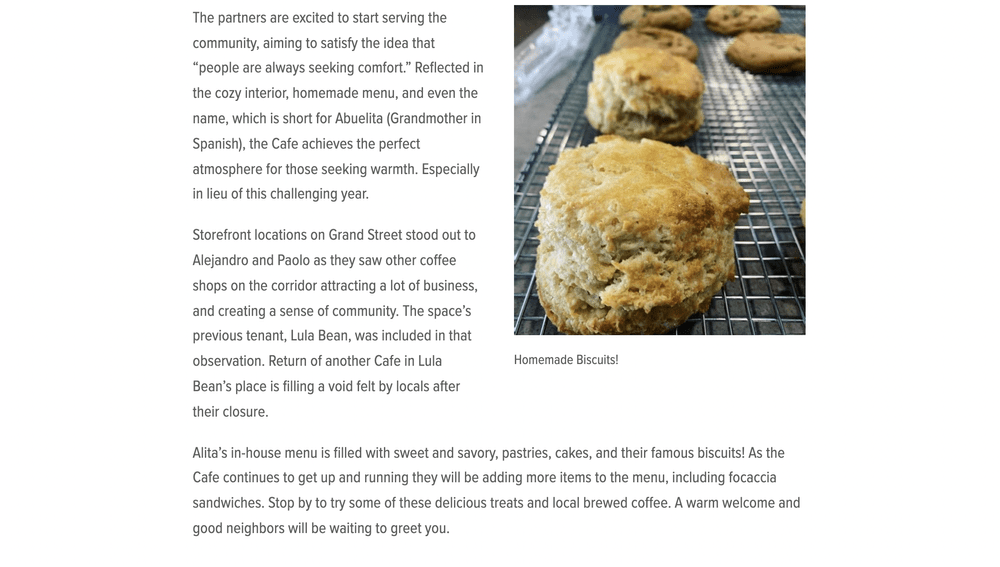 The partners are excited to start serving the
community, aiming to satisfy the idea that
“people are always seeking comfort.” Reflected in
the cozy interior, homemade menu, and even the
name, which is short for Abuelita (Grandmother in
Spanish), the Cafe achieves the perfect
atmosphere for those seeking warmth. Especially
in lieu of this challenging year.
Storefront locations on Grand Street stood out to
Alejandro and Paolo as they saw other coffee
shops on the corridor attracting a lot of business,
and creating a sense of community. The space’s
previous tenant, Lula Bean, was included in that
observation. Return of another Cafe in Lula
Bean’s place is filling a void felt by locals after
their closure.
Homemade Biscuits!
Alita’s in-house menu is filled with sweet and savory, pastries, cakes, and their famous biscuits! As the
Cafe continues to get up and running they will be adding more items to the menu, including focaccia
sandwiches. Stop by to try some of these delicious treats and local brewed coffee. A warm welcome and
good neighbors will be waiting to greet you.